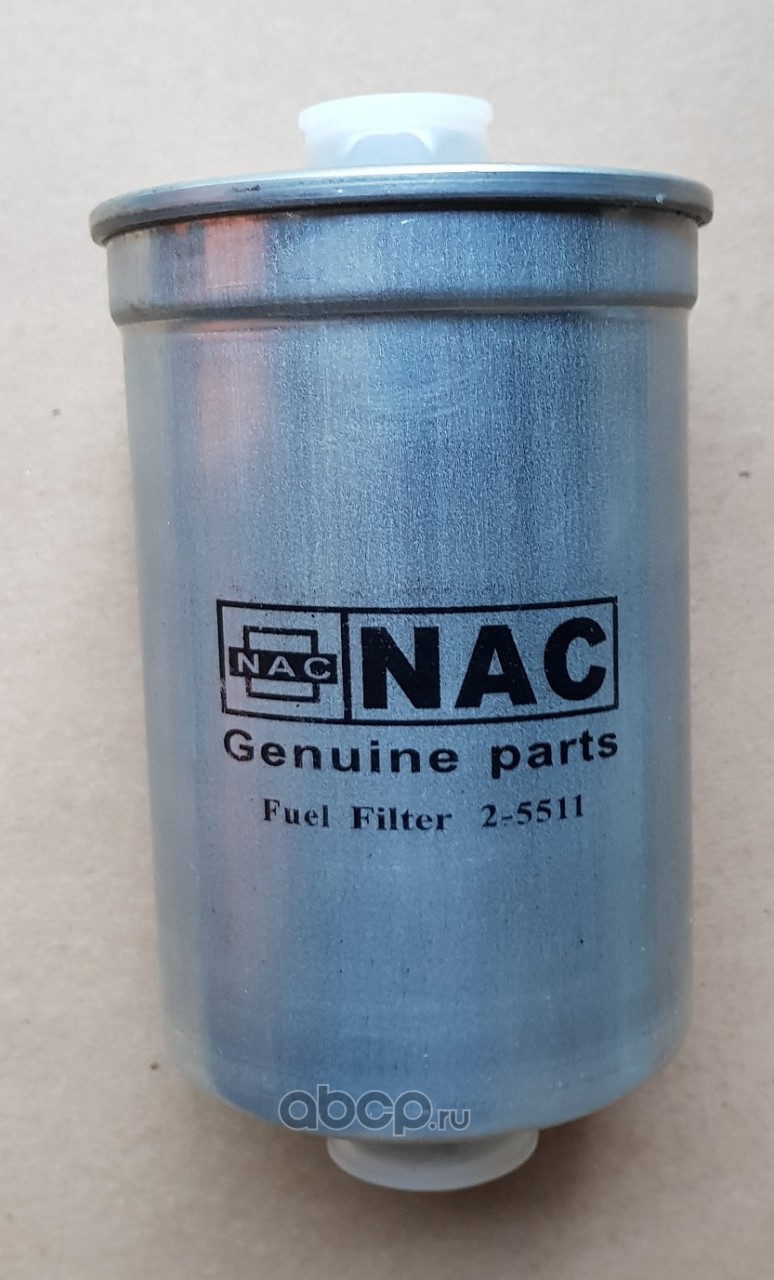 NAC NAC
Genuine parts
Fuel Filter 2-5511
abcp.ru